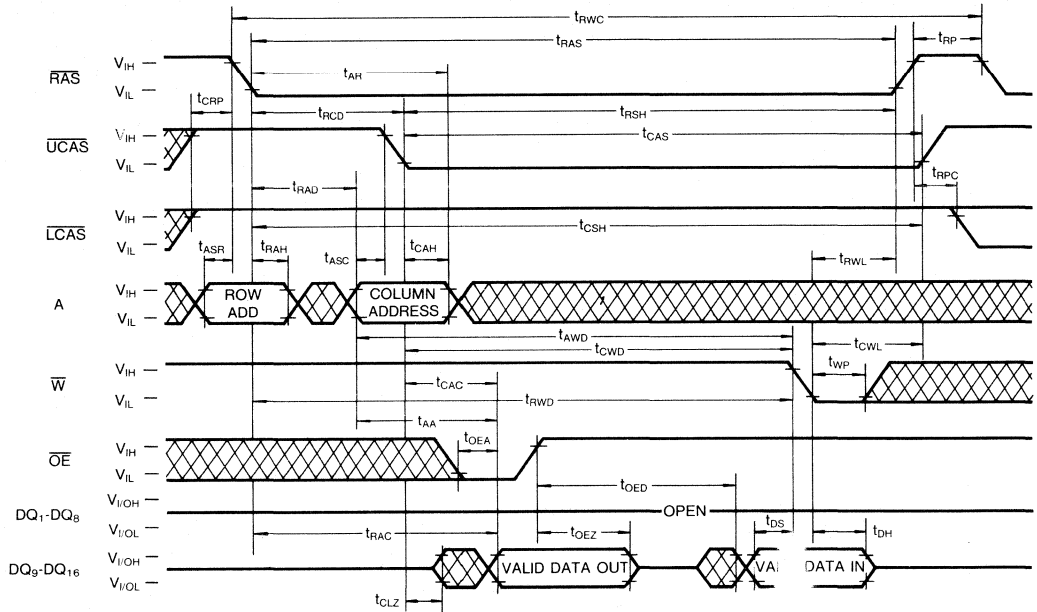 tRWC
tRAS
tRP
RAS
VIH
VIL
tAH
tCRP
tRCD
tRSH
UCAS
VIH
VIL
tCAS
tRAD
tRPC
LCAS
VIH
VIL
tCSH
tASR
tRAH
tASC
tCAH
tRWL
A
VIH
VIL
ROW
ADD
COLUMN
ADDRESS
tAWD
tCWD
tCWL
W
VIH
VIL
tCAC
tWP
tRWD
tAA
OE
VIH
VIL
tOEA
tOED
DQ1-DQ8
VI/OH
VI/OL
OPEN
tRAC
tOEZ
tDS
tDH
DQ9-DQ16
VI/OH
VI/OL
VALID DATA OUT
DATA IN
tCLZ